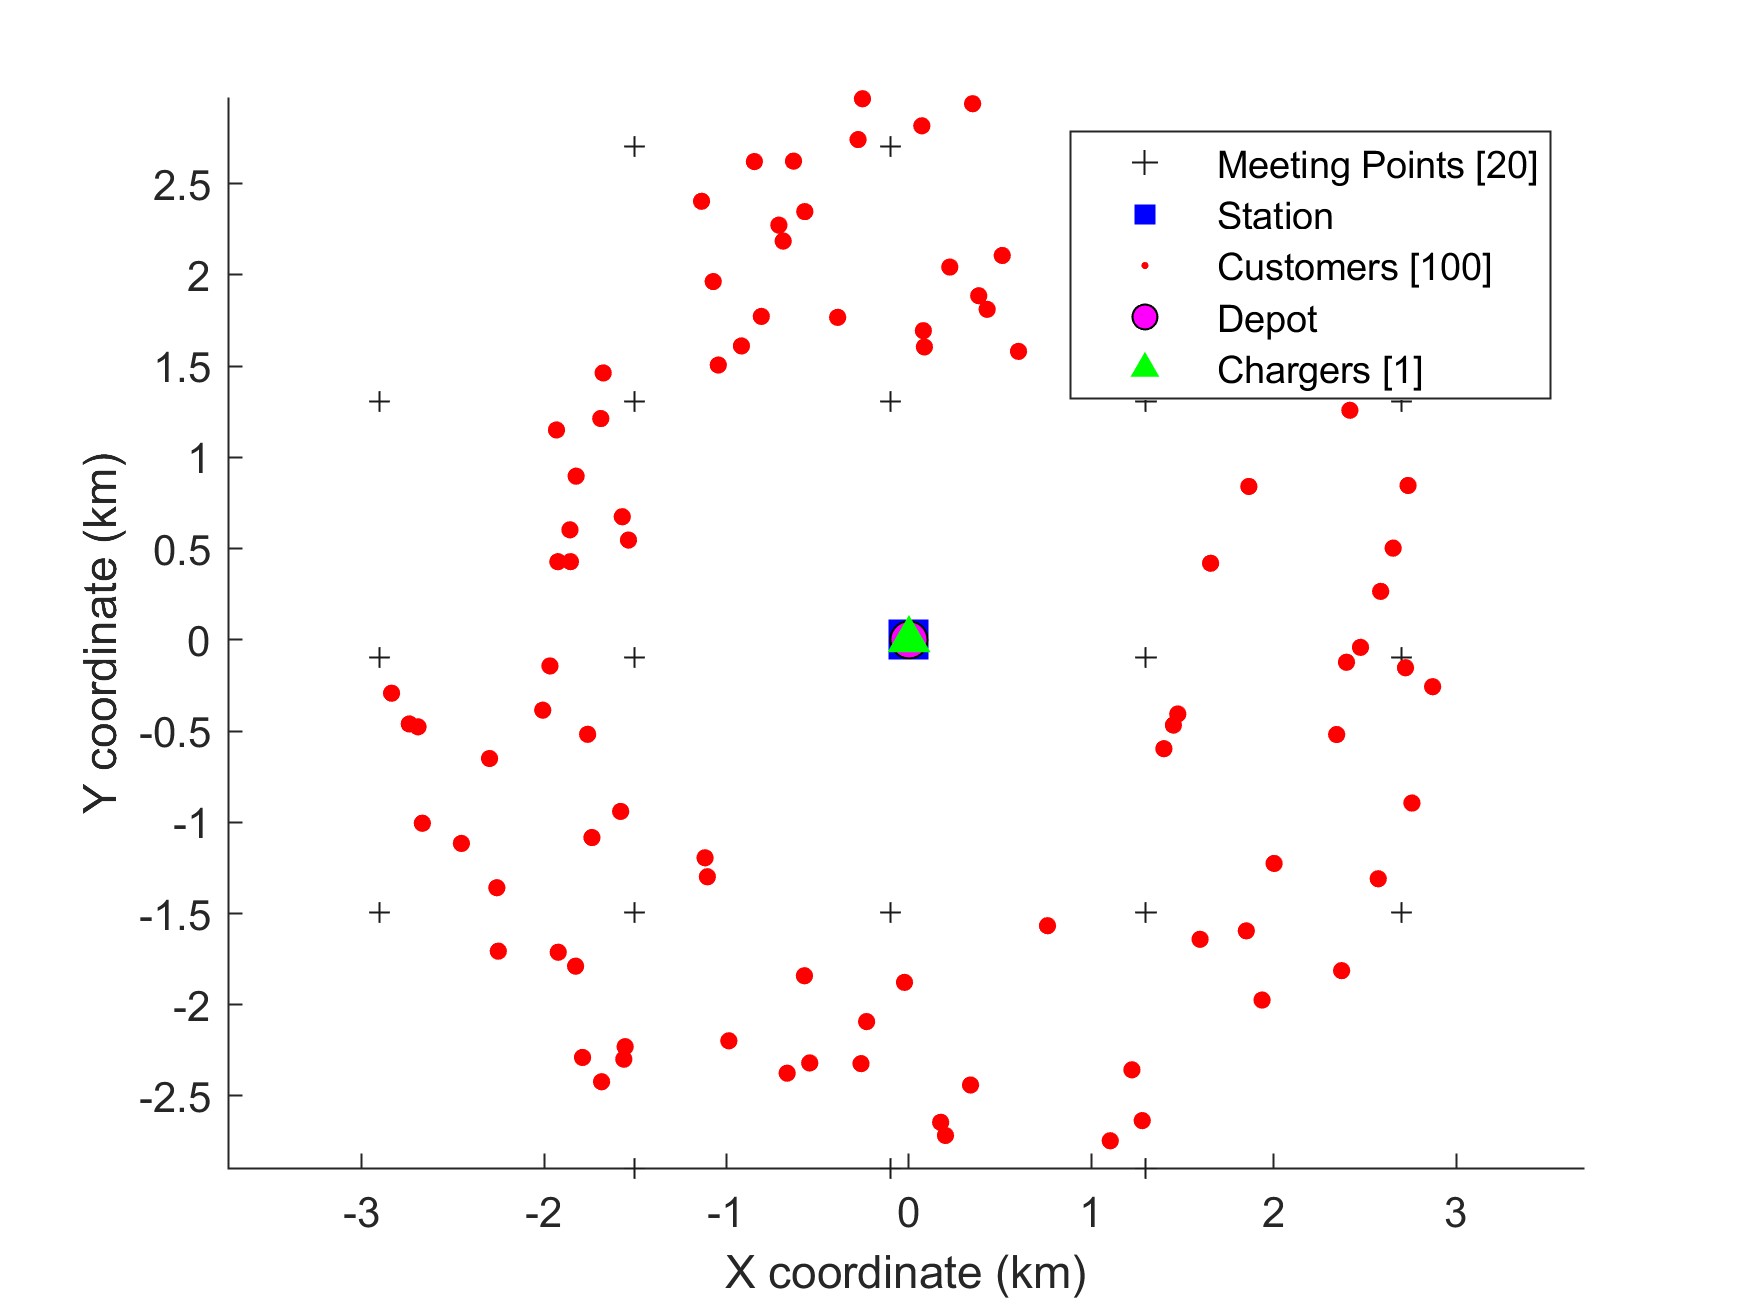 2.5
2
1.5
1
0.5
0
-0.5
-1
-1.5
-2
-2.5
Y coordinate (km)
Meeting Points [20]
Station
Customers [100]
Depot
Chargers [1]
-3 -2 -1 0 1 2 3
X coordinate (km)